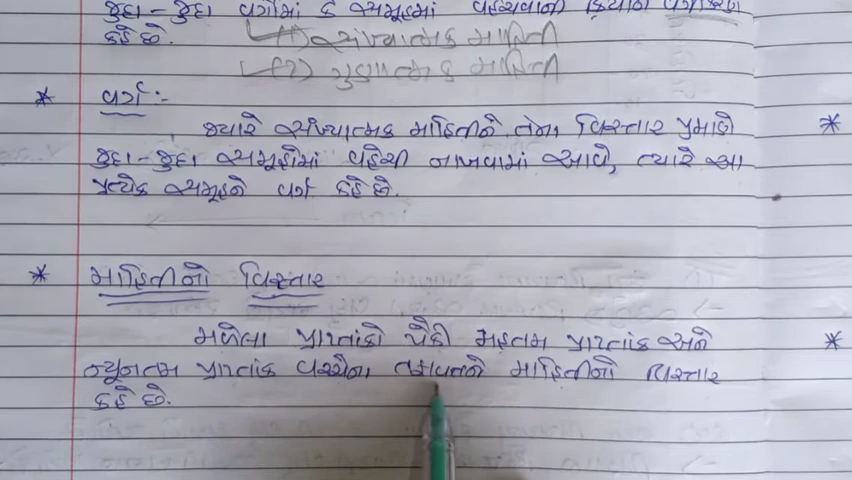 જુદા-જુદા વર્ગોમાં કે સમૂહમાં વહેંચવાની ક્રિયાને વર્ગીકરણ
કહે છે.
(1) સંખ્યાત્મક માહિતી
(2) ગુણાત્મક માહિતી
* વર્ગ:-
જ્યારે સંખ્યાત્મક માહિતીને તેના વિસ્તાર પ્રમાણે *
જુદા-જુદા સમૂહોમાં વહેંચી નાખવામાં આવે, ત્યારે આ
પ્રત્યેક સમૂહને વર્ગ કહે છે.
* માહિતીનો વિસ્તાર
મળેલા પ્રાપ્તાંકો પૈકી મહત્તમ પ્રાપ્તાંક અને *
ન્યૂનતમ પ્રાપ્તાંક વચ્ચેના તફાવતને માહિતીનો વિસ્તાર
કહે છે.